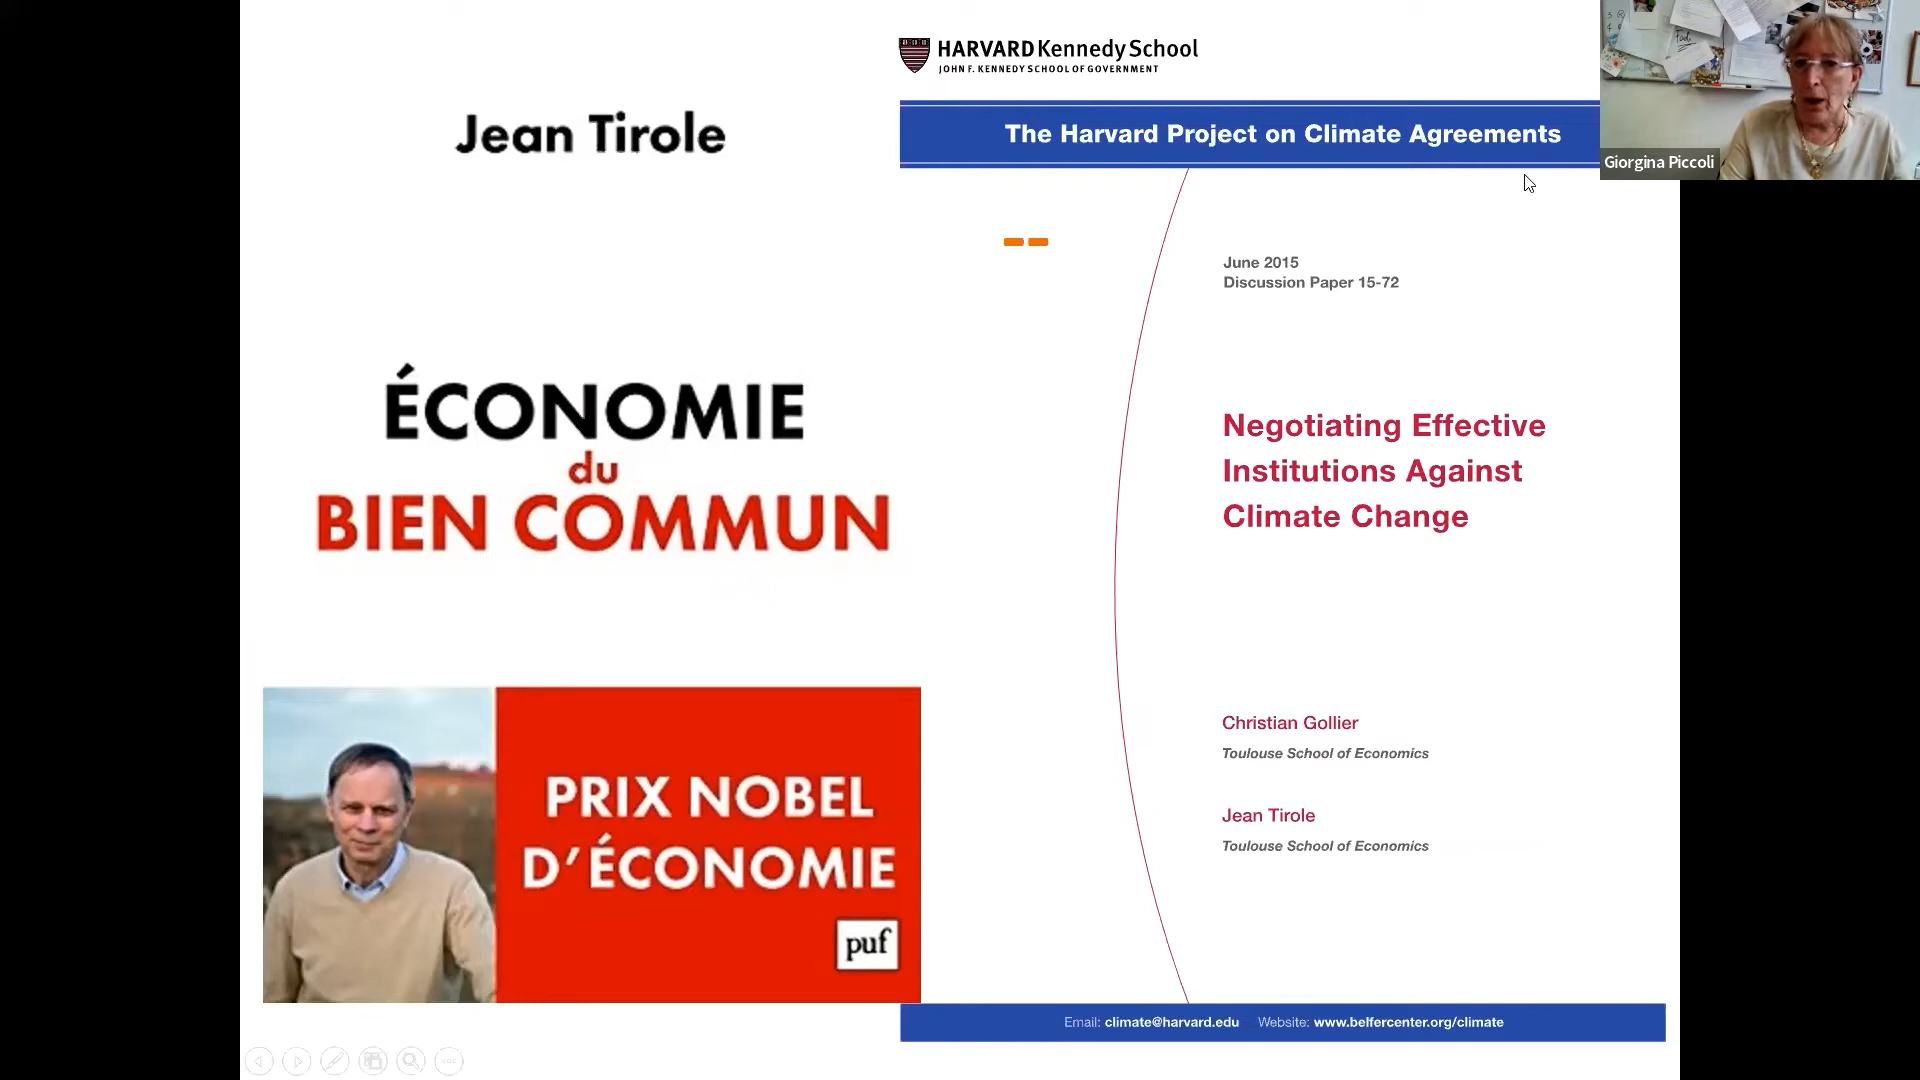 Jean Tirole
ÉCONOMIE
du
BIEN COMMUN
PRIX NOBEL
D'ÉCONOMIE
puf
HARVARD Kennedy School
JOHN F. KENNEDY SCHOOL OF GOVERNMENT
The Harvard Project on Climate Agreements
June 2015
Discussion Paper 15-72
Negotiating Effective
Institutions Against
Climate Change
Christian Gollier
Toulouse School of Economics
Jean Tirole
Toulouse School of Economics
Email: climate@harvard.edu Website: www.belfercenter.org/climate
Giorgina Piccoli